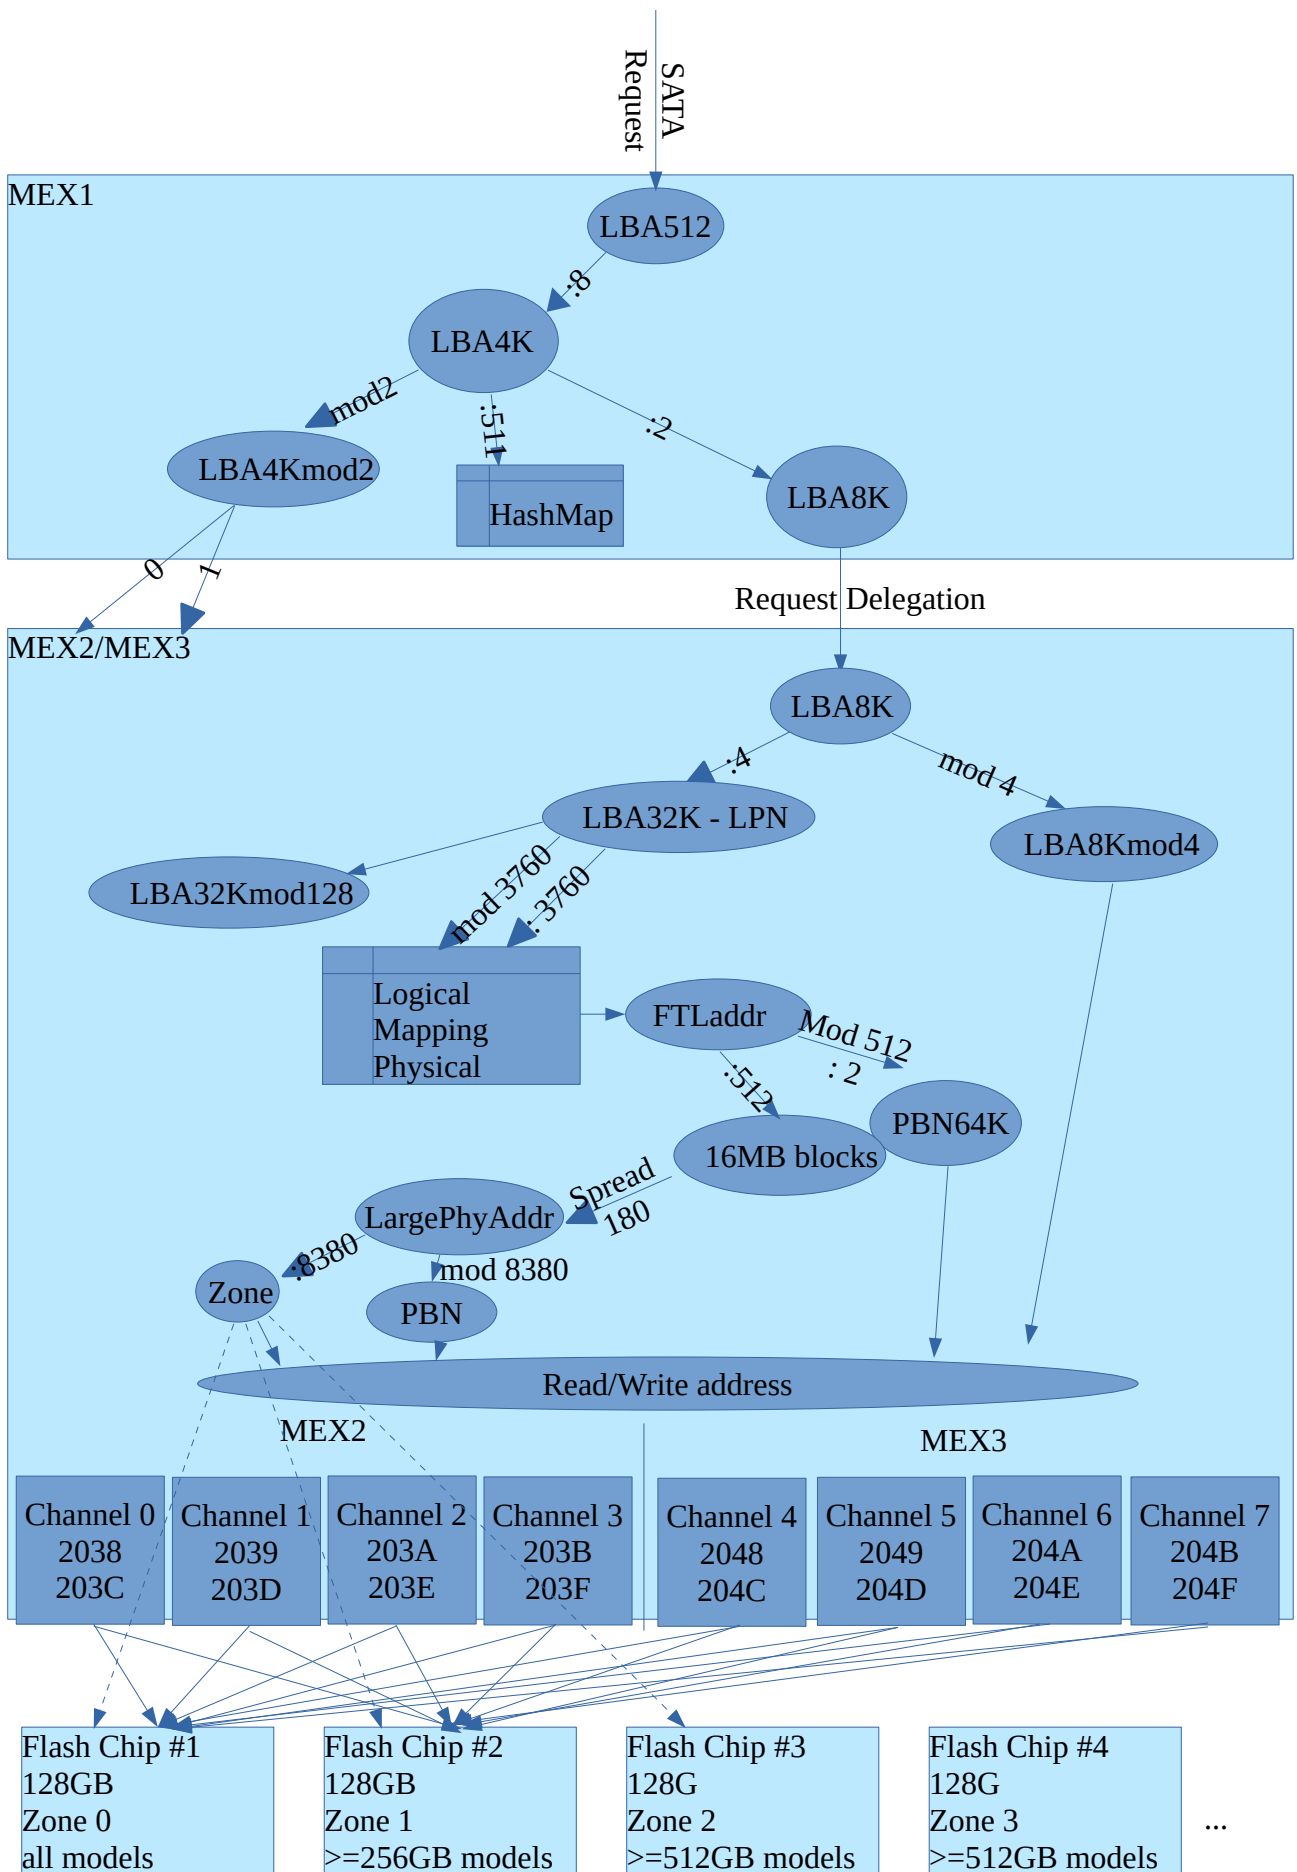 SATA
Request
MEX1
LBA512
:8
LBA4K
mod2
:511
:2
LBA4Kmod2
HashMap
LBA8K
0
1
Request Delegation
MEX2/MEX3
LBA8K
:4
mod 4
LBA32K - LPN
LBA8Kmod4
LBA32Kmod128
mod 3760
: 3760
Logical
Mapping
Physical
FTLaddr
Mod 512
: 2
:512
PBN64K
16MB blocks
Spread
180
LargePhyAddr
:8380
mod 8380
Zone
PBN
Read/Write address
MEX2
MEX3
Channel 0
2038
203C
Channel 1
2039
203D
Channel 2
203A
203E
Channel 3
203B
203F
Channel 4
2048
204C
Channel 5
2049
204D
Channel 6
204A
204E
Channel 7
204B
204F
Flash Chip #1
128GB
Zone 0
all models
Flash Chip #2
128GB
Zone 1
>=256GB models
Flash Chip #3
128G
Zone 2
>=512GB models
Flash Chip #4
128G
Zone 3
>=512GB models
...